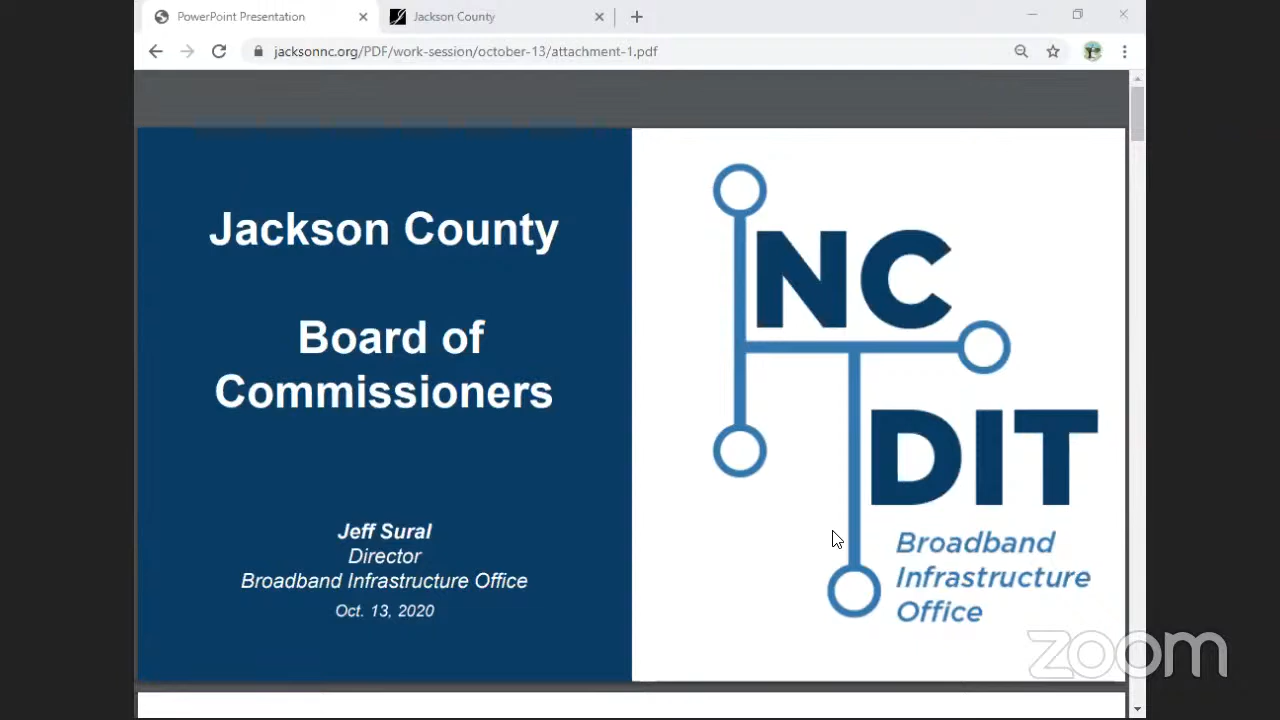 PowerPoint Presentation
Jackson County
jacksonnc.org/PDF/work-session/october-13/attachment-1.pdf
Jackson County
Board of
Commissioners
Jeff Sural
Director
Broadband Infrastructure Office
Oct. 13, 2020
NC
DIT
Broadband
Infrastructure
Office
zoom